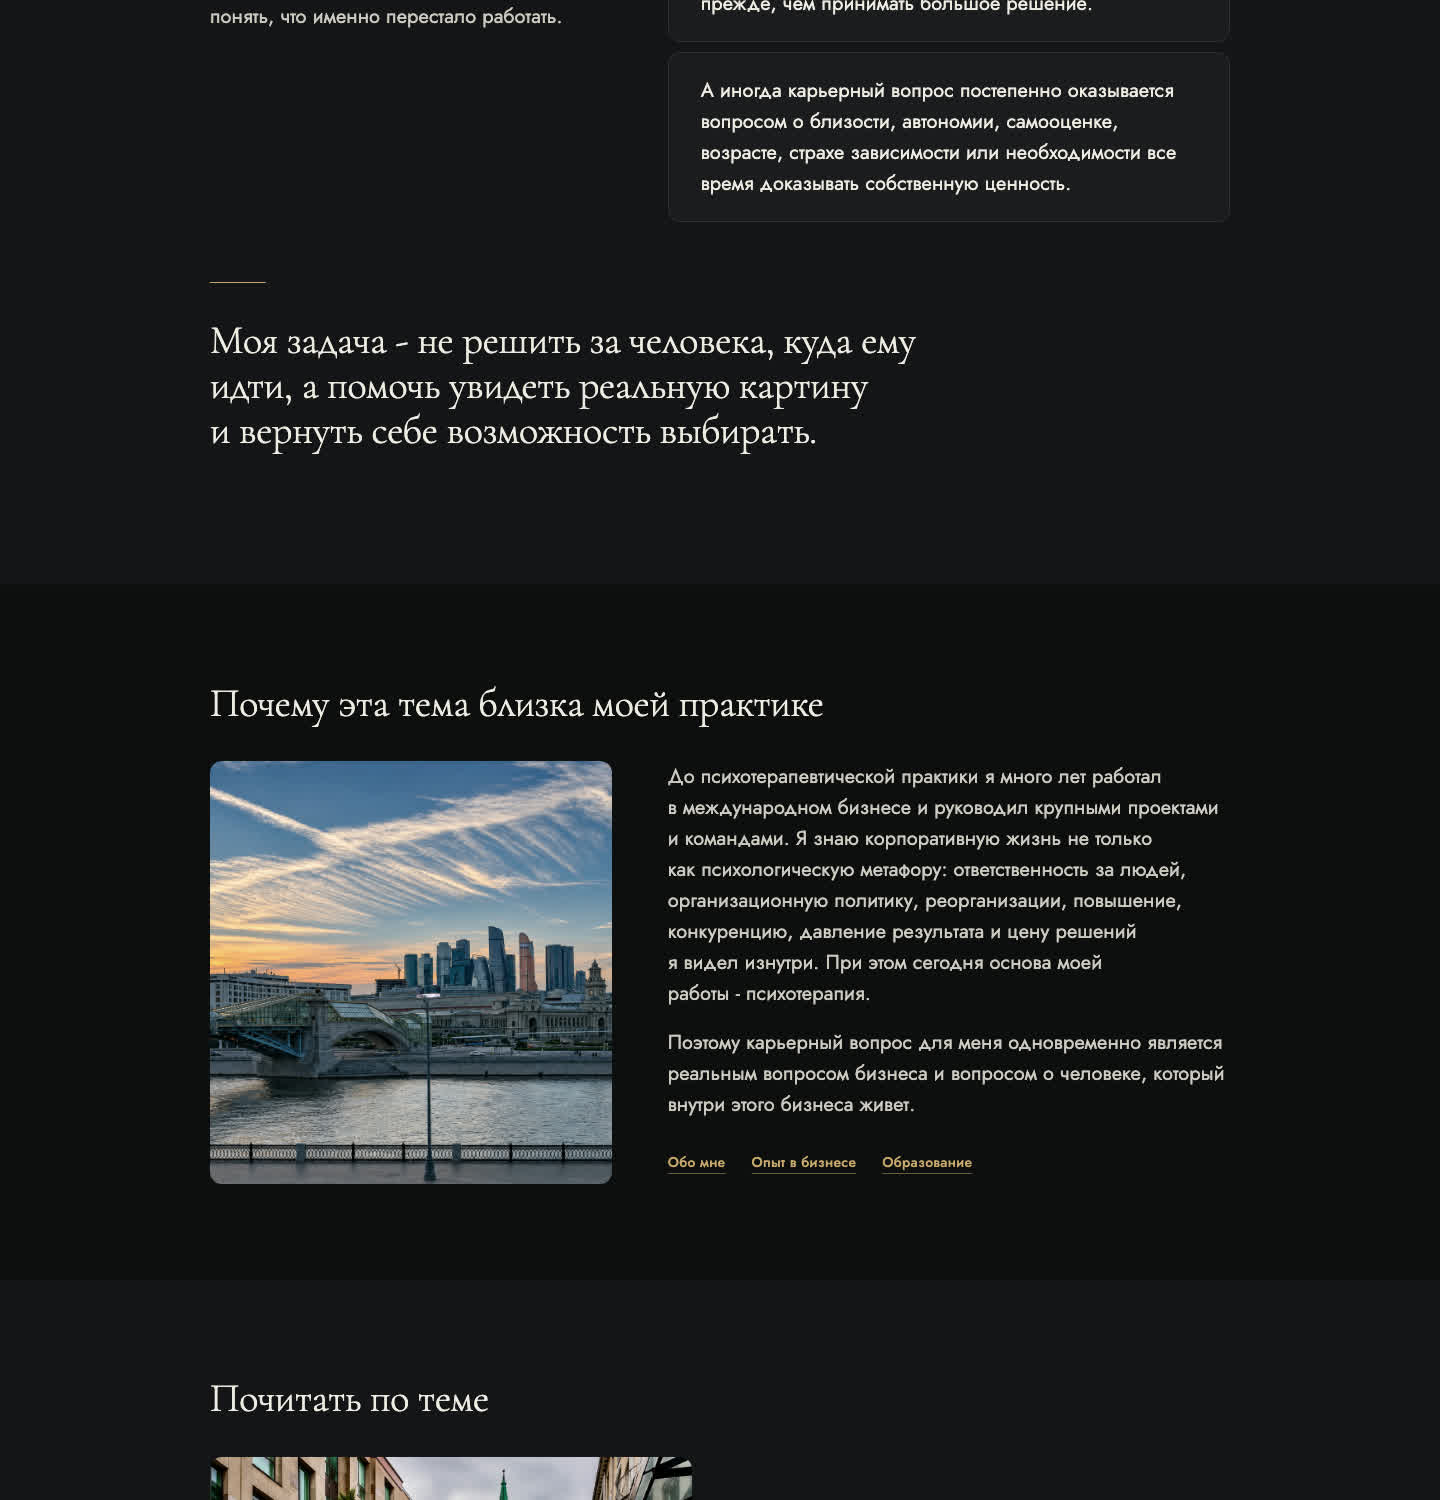 понять, что именно перестало работать.
прежде, чем принимать большое решение.
А иногда карьерный вопрос постепенно оказывается
вопросом о близости, автономии, самооценке,
возрасте, страхе зависимости или необходимости все
время доказывать собственную ценность.
Моя задача - не решить за человека, куда ему
идти, а помочь увидеть реальную картину
и вернуть себе возможность выбирать.
Почему эта тема близка моей практике
До психотерапевтической практики я много лет работал
в международном бизнесе и руководил крупными проектами
и командами. Я знаю корпоративную жизнь не только
как психологическую метафору: ответственность за людей,
организационную политику, реорганизации, повышение,
конкуренцию, давление результата и цену решений
я видел изнутри. При этом сегодня основа моей
работы - психотерапия.
Поэтому карьерный вопрос для меня одновременно является
реальным вопросом бизнеса и вопросом о человеке, который
внутри этого бизнеса живет.
Обо мне Опыт в бизнесе Образование
Почитать по теме